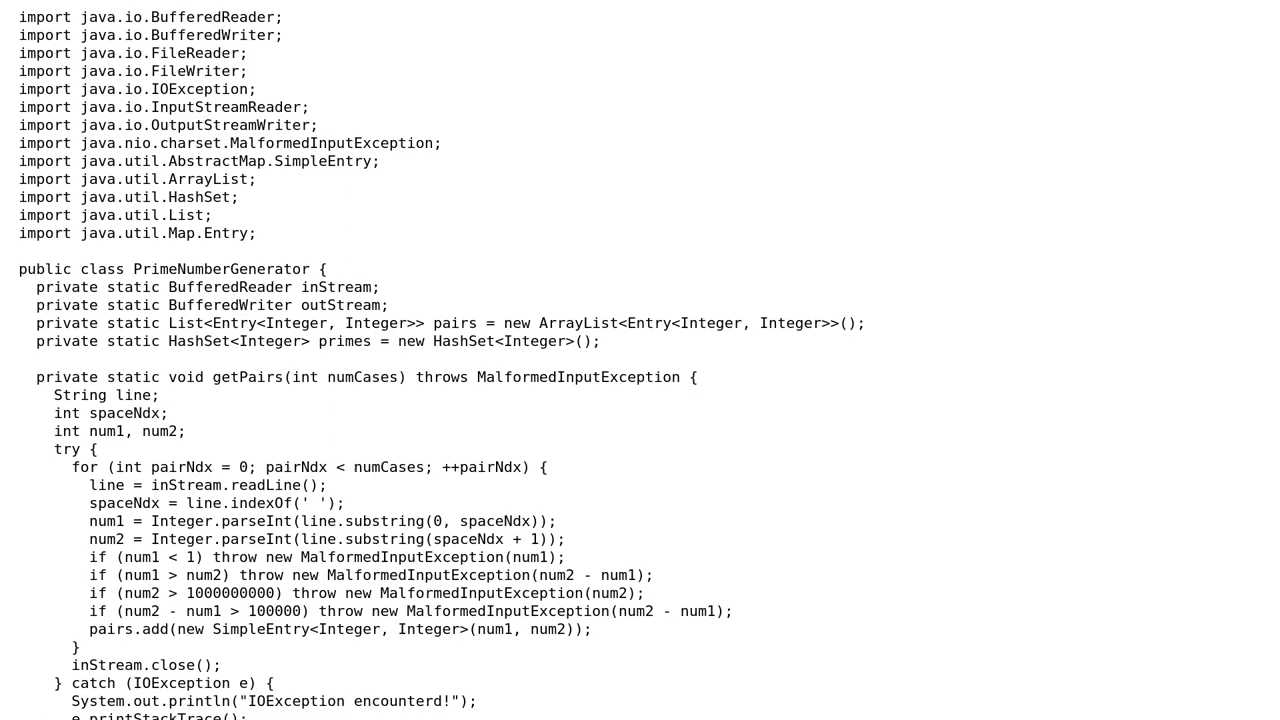 import java.io.BufferedReader;
import java.io.BufferedWriter;
import java.io.FileReader;
import java.io.FileWriter;
import java.io.IOException;
import java.io.InputStreamReader;
import java.io.OutputStreamWriter;
import java.nio.charset.MalformedInputException;
import java.util.AbstractMap.SimpleEntry;
import java.util.ArrayList;
import java.util.HashSet;
import java.util.List;
import java.util.Map.Entry;

public class PrimeNumberGenerator {
  private static BufferedReader inStream;
  private static BufferedWriter outStream;
  private static List<Entry<Integer, Integer>> pairs = new ArrayList<Entry<Integer, Integer>>();
  private static HashSet<Integer> primes = new HashSet<Integer>();

  private static void getPairs(int numCases) throws MalformedInputException {
    String line;
    int spaceNdx;
    int num1, num2;
    try {
      for (int pairNdx = 0; pairNdx < numCases; ++pairNdx) {
        line = inStream.readLine();
        spaceNdx = line.indexOf(' ');
        num1 = Integer.parseInt(line.substring(0, spaceNdx));
        num2 = Integer.parseInt(line.substring(spaceNdx + 1));
        if (num1 < 1) throw new MalformedInputException(num1);
        if (num1 > num2) throw new MalformedInputException(num2 - num1);
        if (num2 > 1000000000) throw new MalformedInputException(num2);
        if (num2 - num1 > 100000) throw new MalformedInputException(num2 - num1);
        pairs.add(new SimpleEntry<Integer, Integer>(num1, num2));
      }
      inStream.close();
    } catch (IOException e) {
      System.out.println("IOException encounterd!");
      e.printStackTrace();